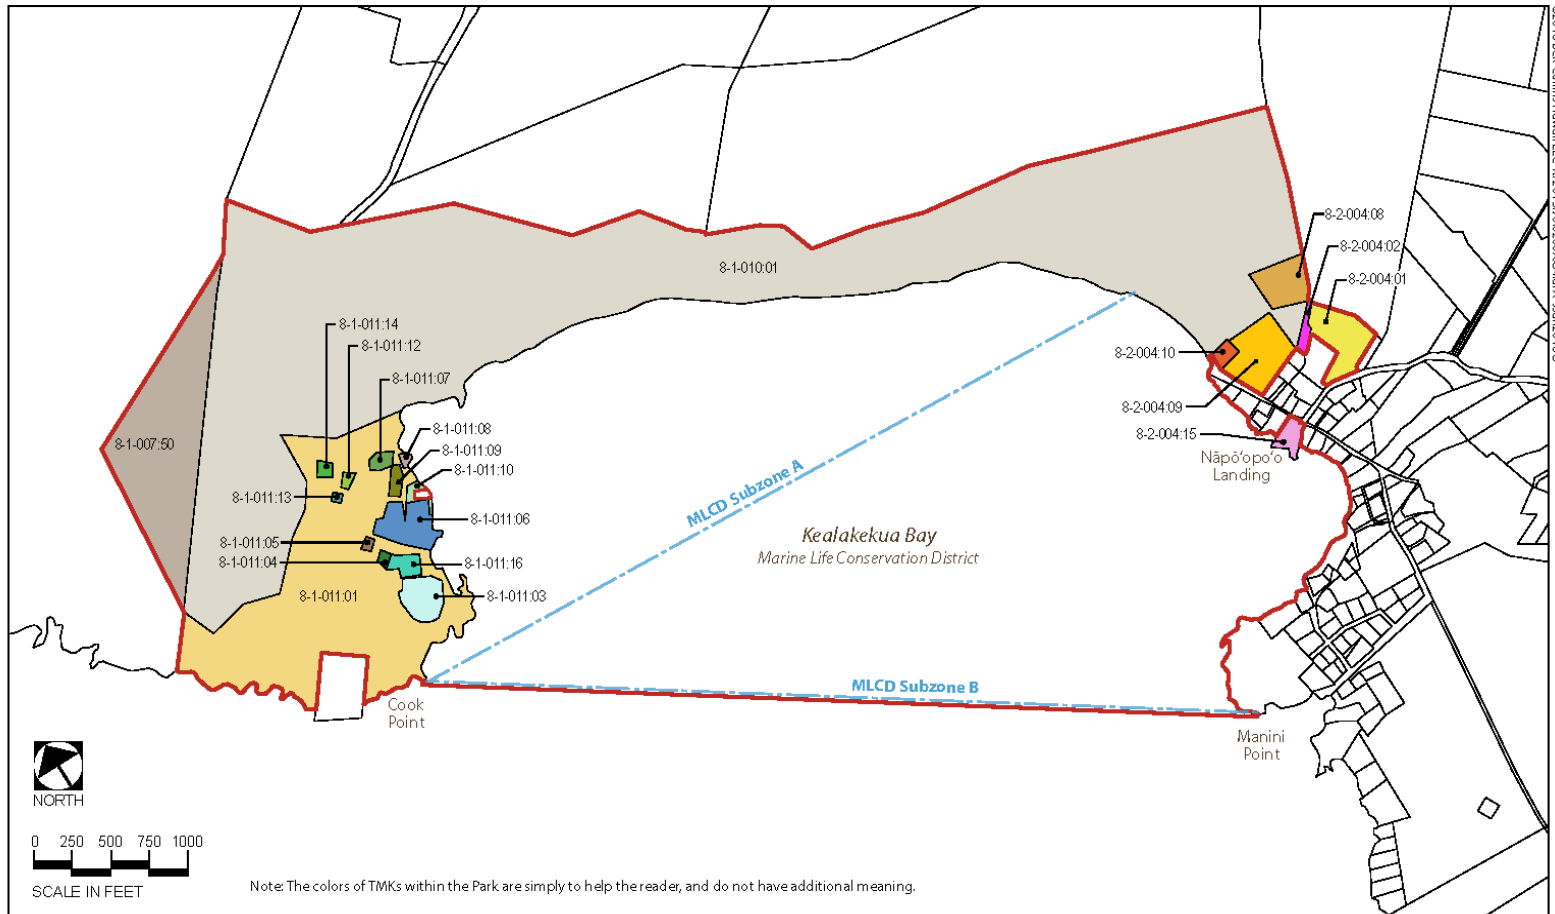 8-2-004:08
8-2-004:02
8-1-010:01
8-2-004:01
8-1-011:14
8-1-011:12
8-2-004:10
8-1-011:07
8-2-004:09
8-1-011:08
8-2-004:15
8-1-007:50
8-1-011:09
Nāpōʻopoʻo
Landing
8-1-011:10
MLCD Subzone A
8-1-011:13
8-1-011:06
Kealakekua Bay
Marine Life Conservation District
8-1-011:05
8-1-011:04
8-1-011:16
8-1-011:01
8-1-011:03
MLCD Subzone B
Cook
Point
Manini
Point
NORTH
0 250 500 750 1000
SCALE IN FEET
Note: The colors of TMKs within the Park are simply to help the reader, and do not have additional meaning.